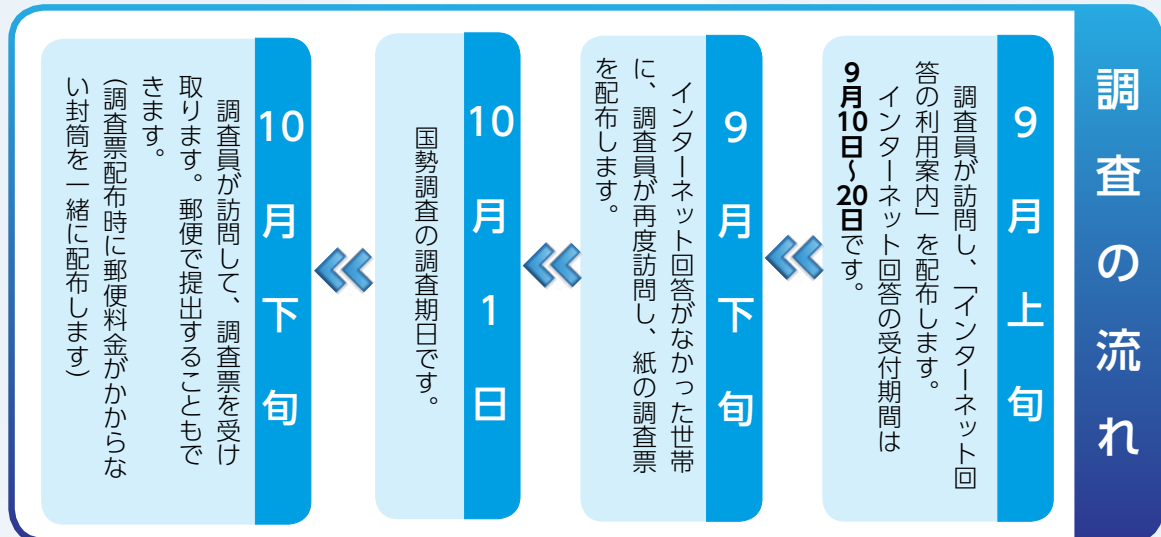 調査の流れ
9月上旬
調査員が訪問し、「インターネット回
答の利用案内」を配布します。
インターネット回答の受付期間は
9月10日〜20日です。
9月下旬
インターネット回答がなかった世帯
に、調査員が再度訪問し、紙の調査票
を配布します。
10月1日
国勢調査の調査期日です。
10月下旬
調査員が訪問して、調査票を受け
取ります。郵便で提出することもで
きます。
(調査票配布時に郵便料金がかからな
い封筒を一緒に配布します)